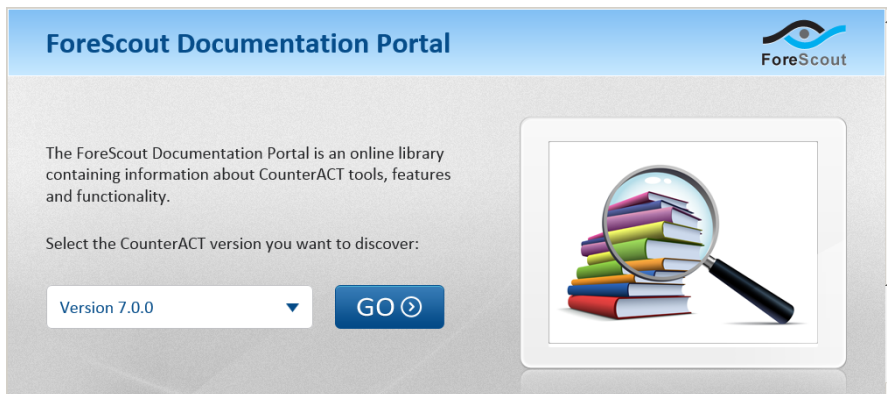 ForeScout Documentation Portal
ForeScout
The ForeScout Documentation Portal is an online library
containing information about CounterACT tools, features
and functionality.
Select the CounterACT version you want to discover:
Version 7.0.0
GO